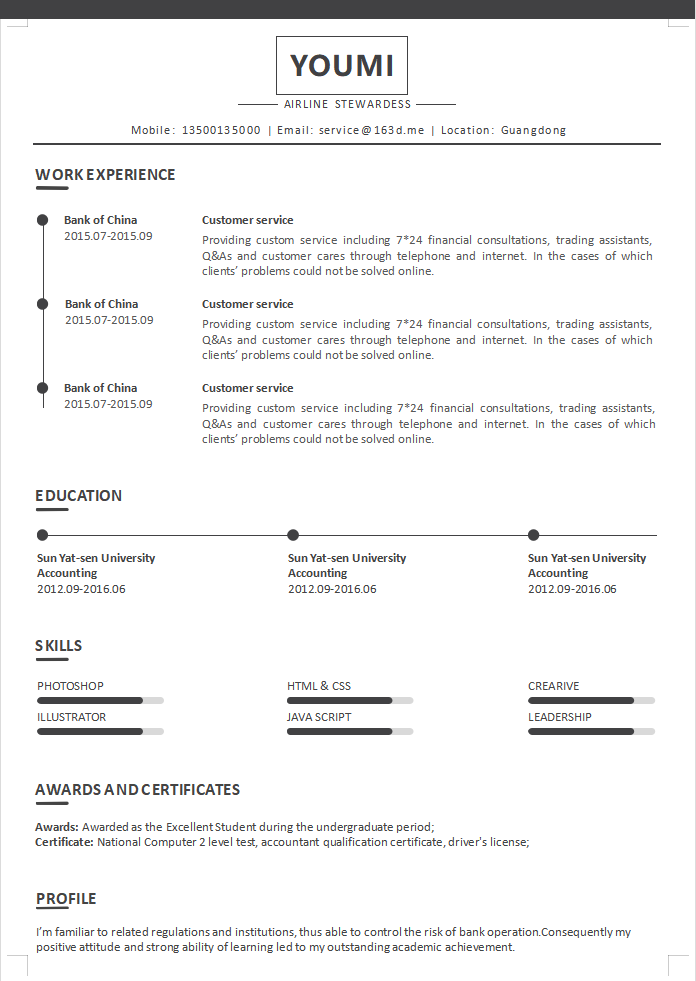 YOUMI
AIRLINE STEWARDESS
Mobile: 13500135000 | Email: service@163d.me | Location: Guangdong
WORK EXPERIENCE
Bank of China
2015.07-2015.09
Customer service
Providing custom service including 7*24 financial consultations, trading assistants,
Q&As and customer cares through telephone and internet. In the cases of which
clients’ problems could not be solved online.
Bank of China
2015.07-2015.09
Customer service
Providing custom service including 7*24 financial consultations, trading assistants,
Q&As and customer cares through telephone and internet. In the cases of which
clients’ problems could not be solved online.
Bank of China
2015.07-2015.09
Customer service
Providing custom service including 7*24 financial consultations, trading assistants,
Q&As and customer cares through telephone and internet. In the cases of which
clients’ problems could not be solved online.
EDUCATION
Sun Yat-sen University
Accounting
2012.09-2016.06
Sun Yat-sen University
Accounting
2012.09-2016.06
Sun Yat-sen University
Accounting
2012.09-2016.06
SKILLS
PHOTOSHOP
HTML & CSS
CREARIVE
ILLUSTRATOR
JAVA SCRIPT
LEADERSHIP
AWARDS AND CERTIFICATES
Awards: Awarded as the Excellent Student during the undergraduate period;
Certificate: National Computer 2 level test, accountant qualification certificate, driver's license;
PROFILE
I’m familiar to related regulations and institutions, thus able to control the risk of bank operation.Consequently my
positive attitude and strong ability of learning led to my outstanding academic achievement.